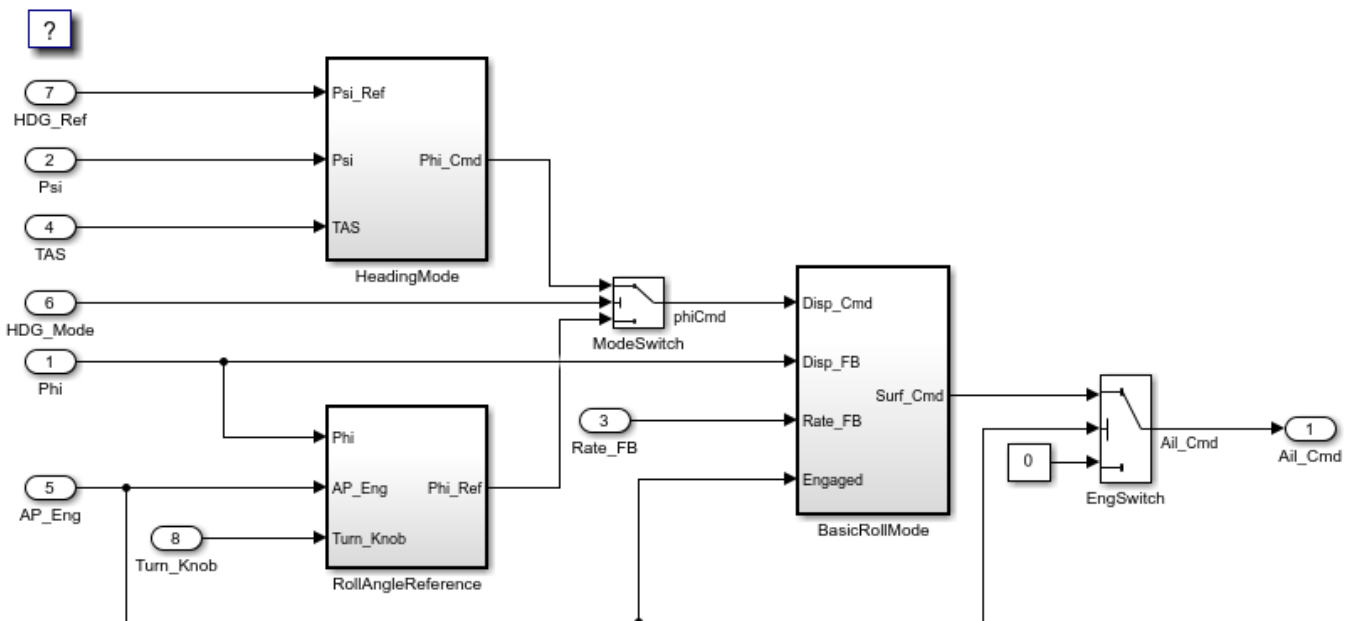 ?
7
HDG_Ref
Psi_Ref
2
Psi
Psi
Phi_Cmd
4
TAS
TAS
HeadingMode
6
HDG_Mode
phiCmd
ModeSwitch
Disp_Cmd
1
Phi
Disp_FB
Surf_Cmd
3
Rate_FB
Rate_FB
Engaged
BasicRollMode
Phi
5
AP_Eng
AP_Eng
Phi_Ref
8
Turn_Knob
Turn_Knob
RollAngleReference
0
EngSwitch
Ail_Cmd
1
Ail_Cmd